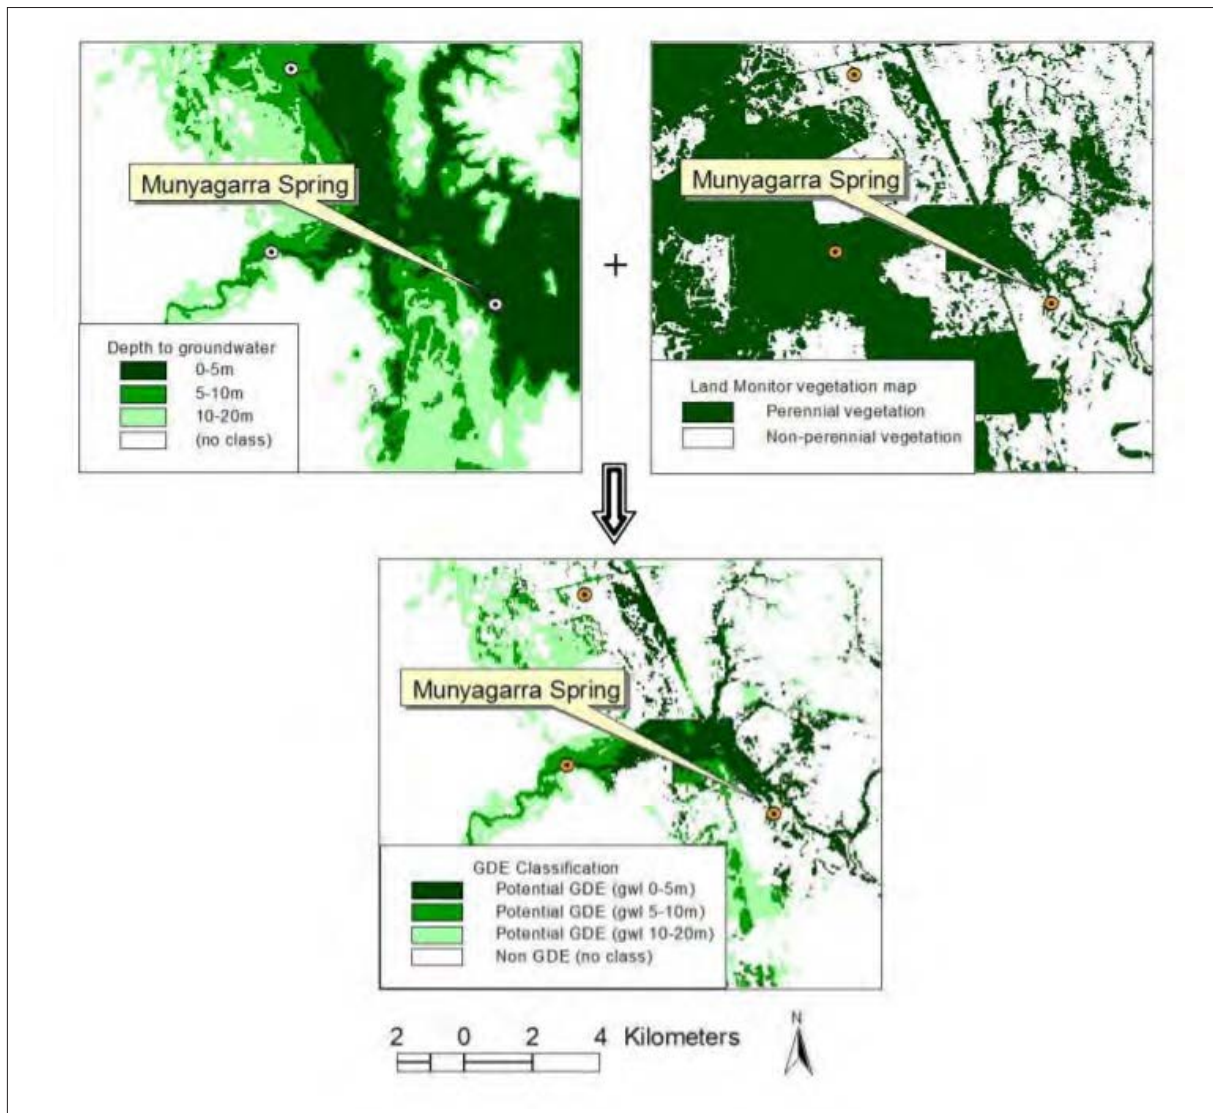 Munyagarra Spring
Depth to groundwater
0-5m
5-10m
10-20m
(no class)
+
Munyagarra Spring
Land Monitor vegetation map
Perennial vegetation
Non-perennial vegetation
Munyagarra Spring
GDE Classification
Potential GDE (gwl 0-5m)
Potential GDE (gwl 5-10m)
Potential GDE (gwl 10-20m)
Non GDE (no class)
2 0 2 4 Kilometers
N